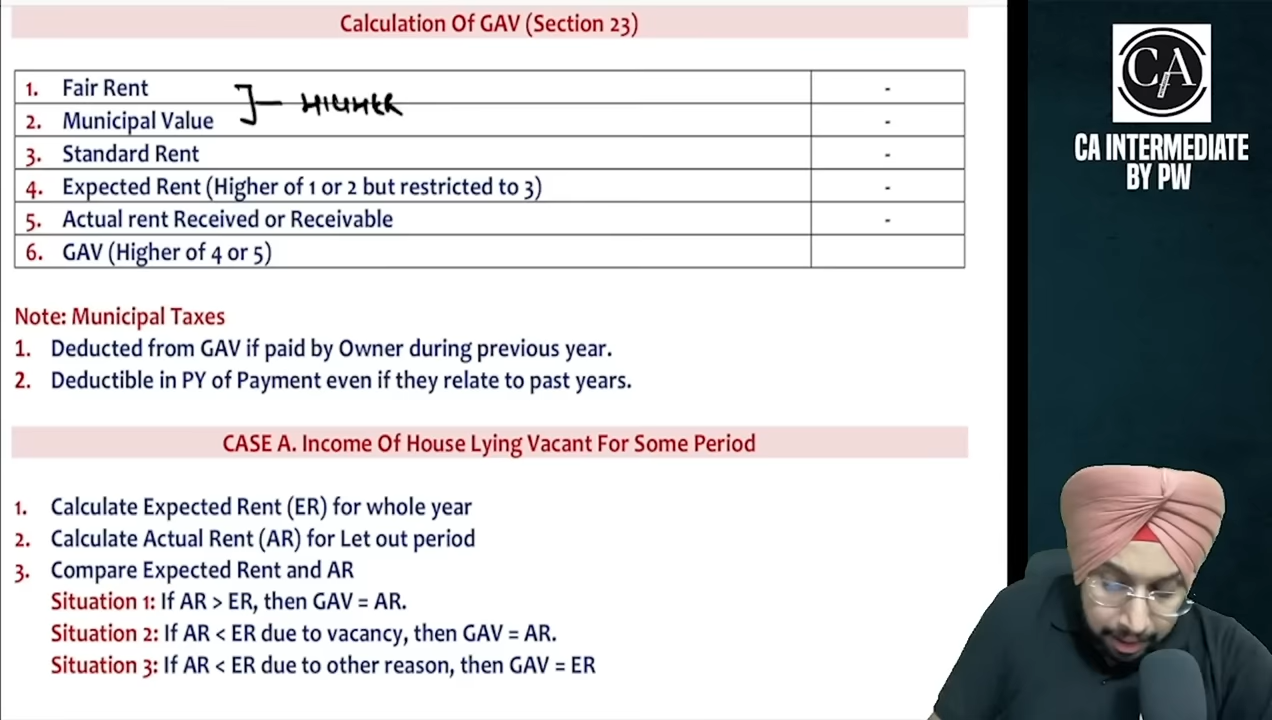 Calculation Of GAV (Section 23)
1. Fair Rent -
HIGHER
2. Municipal Value -
3. Standard Rent -
4. Expected Rent (Higher of 1 or 2 but restricted to 3) -
5. Actual rent Received or Receivable -
6. GAV (Higher of 4 or 5)
Note: Municipal Taxes
1. Deducted from GAV if paid by Owner during previous year.
2. Deductible in PY of Payment even if they relate to past years.
CASE A. Income Of House Lying Vacant For Some Period
1. Calculate Expected Rent (ER) for whole year
2. Calculate Actual Rent (AR) for Let out period
3. Compare Expected Rent and AR
Situation 1: If AR > ER, then GAV = AR.
Situation 2: If AR < ER due to vacancy, then GAV = AR.
Situation 3: If AR < ER due to other reason, then GAV = ER
CA
CA INTERMEDIATE
BY PW